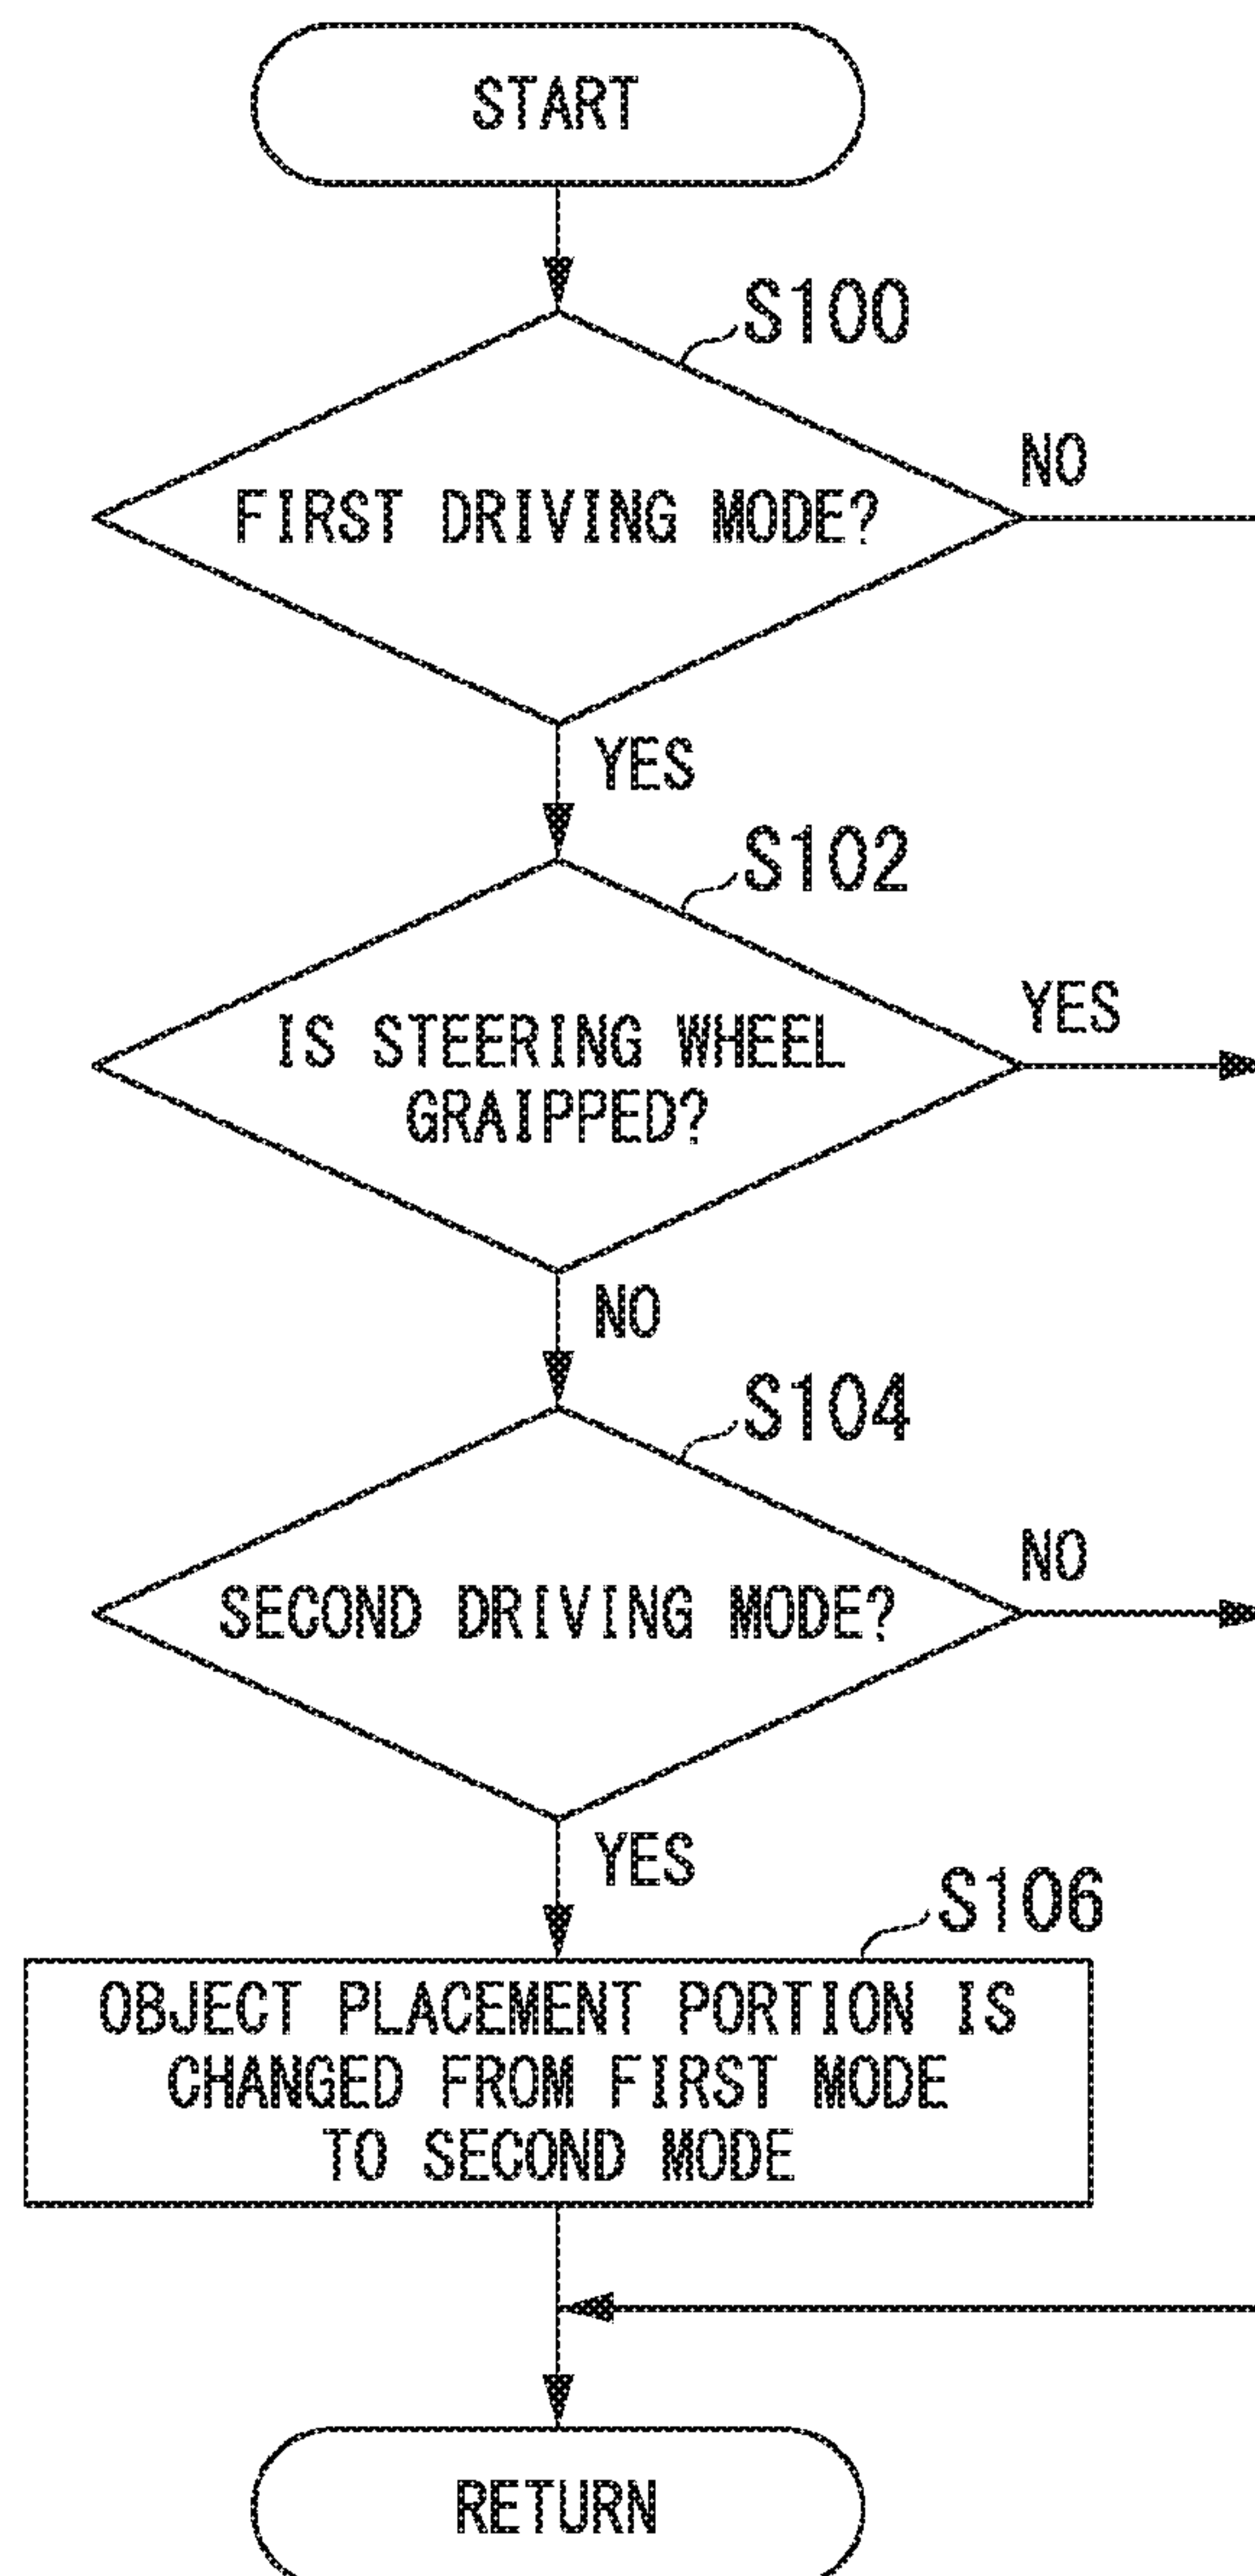 START
S100
FIRST DRIVING MODE?
NO
YES
S102
IS STEERING WHEEL
GRAIPPED?
YES
NO
S104
SECOND DRIVING MODE?
NO
YES
S106
OBJECT PLACEMENT PORTION IS
CHANGED FROM FIRST MODE
TO SECOND MODE
RETURN